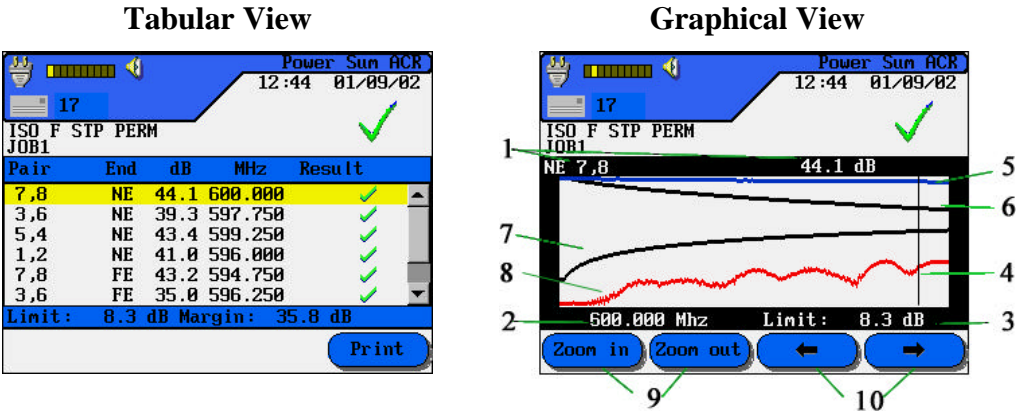 Tabular View
Power Sum ACR
12:44 01/09/02
17
ISO F STP PERM
JOB1
Pair End dB MHz Result
7,8 NE 44.1 600.000
3,6 NE 39.3 597.750
5,4 NE 43.4 599.250
1,2 NE 41.0 596.000
7,8 FE 43.2 594.750
3,6 FE 35.0 596.250
Limit: 8.3 dB Margin: 35.8 dB
Print
Graphical View
Power Sum ACR
12:44 01/09/02
17
ISO F STP PERM
JOB1
1
NE 7,8 44.1 dB
5
6
7
8
4
2
600.000 Mhz Limit: 8.3 dB
3
Zoom in Zoom out
9
10